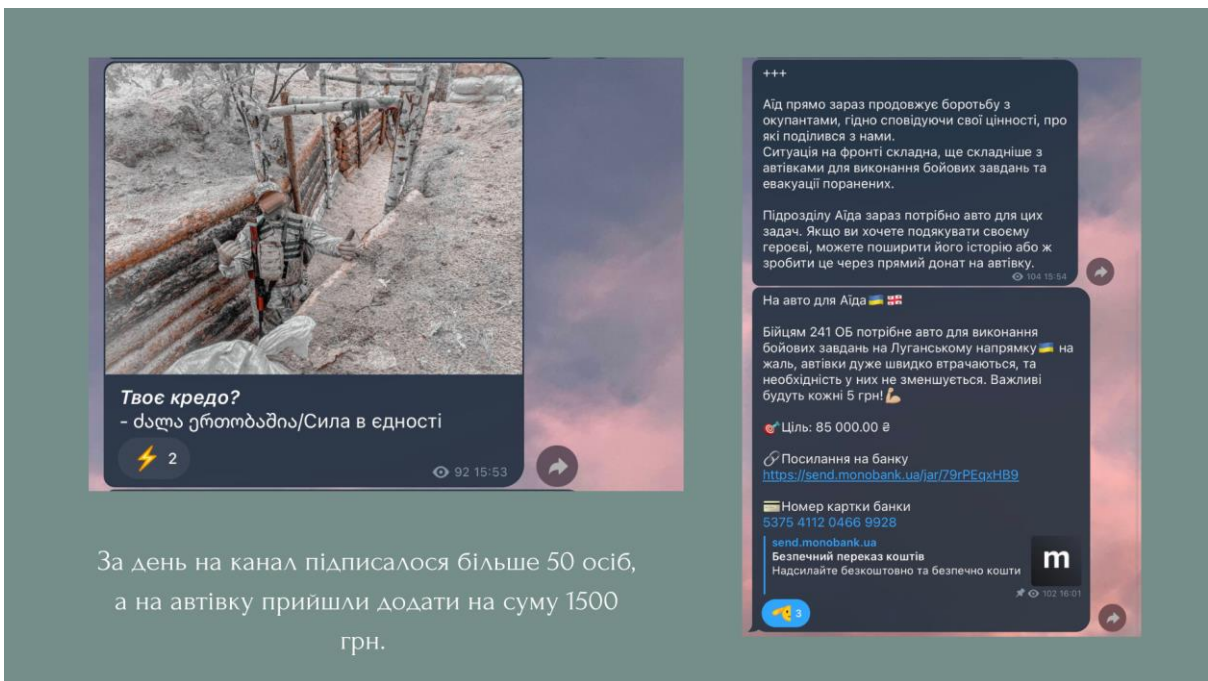 Твоє кредо?
- ძალა ერთობაშია/Сила в єдності
⚡ 2
92 15:53
За день на канал підписалося більше 50 осіб,
а на автівку прийшли додати на суму 1500
грн.
+++
Аїд прямо зараз продовжує боротьбу з
окупантами, гідно сповідуючи свої цінності, про
які поділився з нами.
Ситуація на фронті складна, ще складніше з
автівками для виконання бойових завдань та
евакуації поранених.
Підрозділу Аїда зараз потрібно авто для цих
задач. Якщо ви хочете подякувати своєму
героєві, можете поширити його історію або ж
зробити це через прямий донат на автівку.
104 15:54
На авто для Аїда🇺🇦 🇬🇪
Бійцям 241 ОБ потрібне авто для виконання
бойових завдань на Луганському напрямку🇺🇦 на
жаль, автівки дуже швидко втрачаються, та
необхідність у них не зменшується. Важливі
будуть кожні 5 грн!💪
🎯Ціль: 85 000.00 ₴
🔗Посилання на банку
https://send.monobank.ua/jar/79rPEqxHB9
💳Номер картки банки
5375 4112 0466 9928
send.monobank.ua
Безпечний переказ коштів
Надсилайте безкоштовно та безпечно кошти
m
3
102 16:01